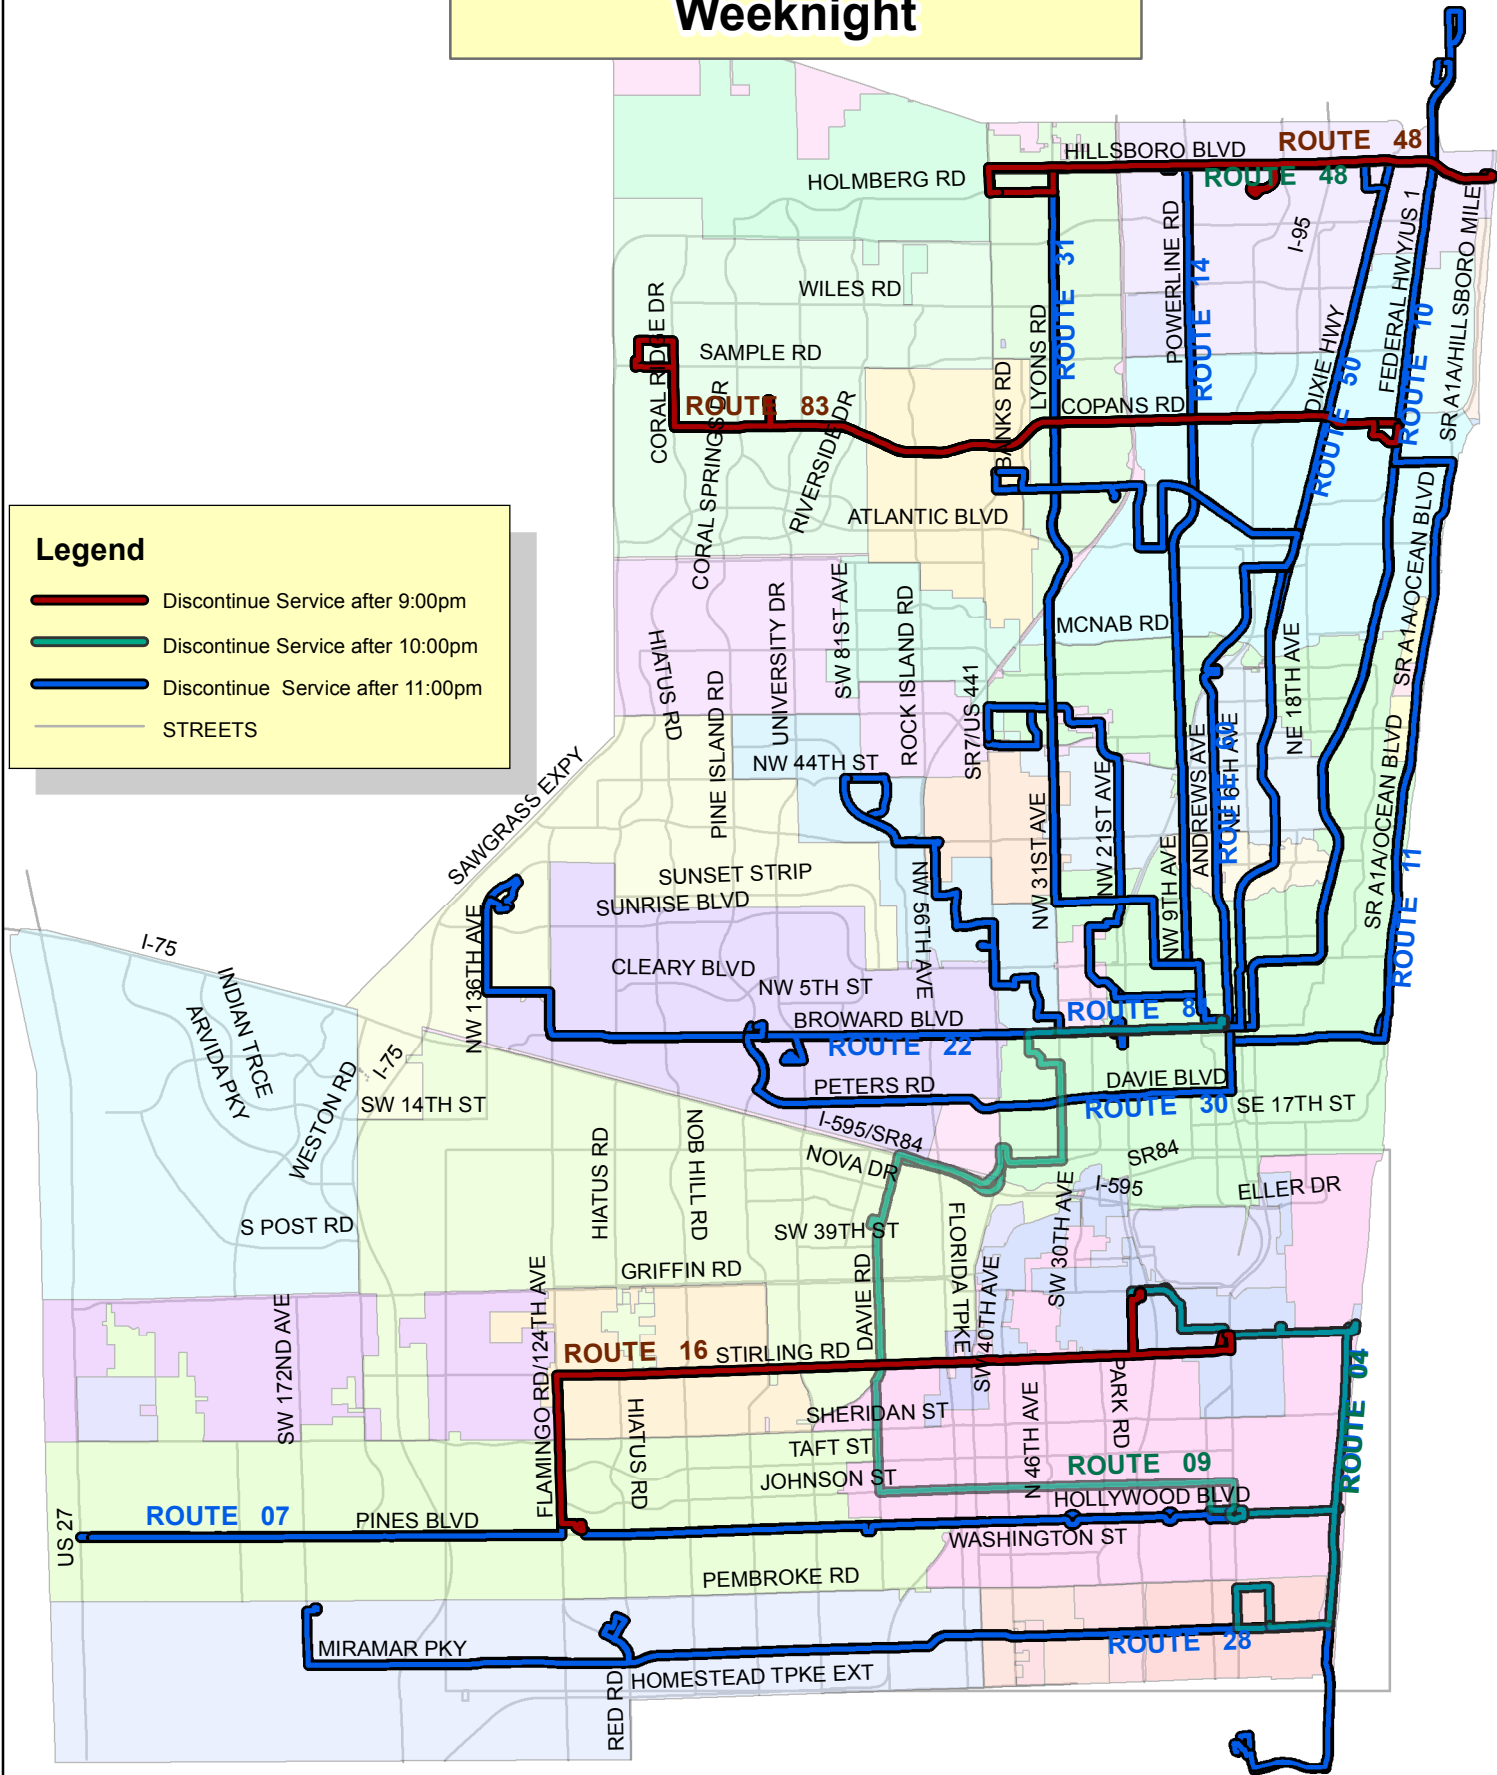 Weeknight
ROUTE 48
HILLSBORO BLVD
HOLMBERG RD
ROUTE 48
I-95
POWERLINE RD
ROUTE 31
ROUTE 14
FEDERAL HWY/US 1
SR A1A/HILLSBORO MILE
WILES RD
LYONS RD
DIXIE HWY
ROUTE 10
ROUTE 50
CORAL RIDGE DR
SAMPLE RD
BANKS RD
COPANS RD
ROUTE 83
CORAL SPRINGS DR
RIVERSIDE DR
ATLANTIC BLVD
SR A1A/OCEAN BLVD
Legend
Discontinue Service after 9:00pm
Discontinue Service after 10:00pm
Discontinue Service after 11:00pm
STREETS
HIATUS RD
PINE ISLAND RD
UNIVERSITY DR
SW 81ST AVE
ROCK ISLAND RD
MCNAB RD
SR7/US 441
NE 18TH AVE
SR A1A/OCEAN BLVD
NW 44TH ST
SAWGRASS EXPY
NW 31ST AVE
NW 21ST AVE
NW 9TH AVE
ANDREWS AVE
NE 6TH AVE
ROUTE 60
ROUTE 11
SUNSET STRIP
SUNRISE BLVD
NW 56TH AVE
NW 136TH AVE
I-75
INDIAN TRCE
ARVIDA PKY
CLEARY BLVD
NW 5TH ST
BROWARD BLVD
ROUTE 22
PETERS RD
DAVIE BLVD
ROUTE 30
SE 17TH ST
I-75
WESTON RD
SW 14TH ST
I-595/SR84
NOVA DR
SR84
I-595
ELLER DR
HIATUS RD
NOB HILL RD
S POST RD
SW 39TH ST
FLORIDA TPKE
SW 40TH AVE
SW 30TH AVE
GRIFFIN RD
DAVIE RD
SW 172ND AVE
FLAMINGO RD/124TH AVE
ROUTE 16
STIRLING RD
PARK RD
ROUTE 04
SHERIDAN ST
HIATUS RD
TAFT ST
JOHNSON ST
N 46TH AVE
ROUTE 09
HOLLYWOOD BLVD
US 27
ROUTE 07
PINES BLVD
WASHINGTON ST
PEMBROKE RD
MIRAMAR PKY
RED RD
HOMESTEAD TPKE EXT
ROUTE 28